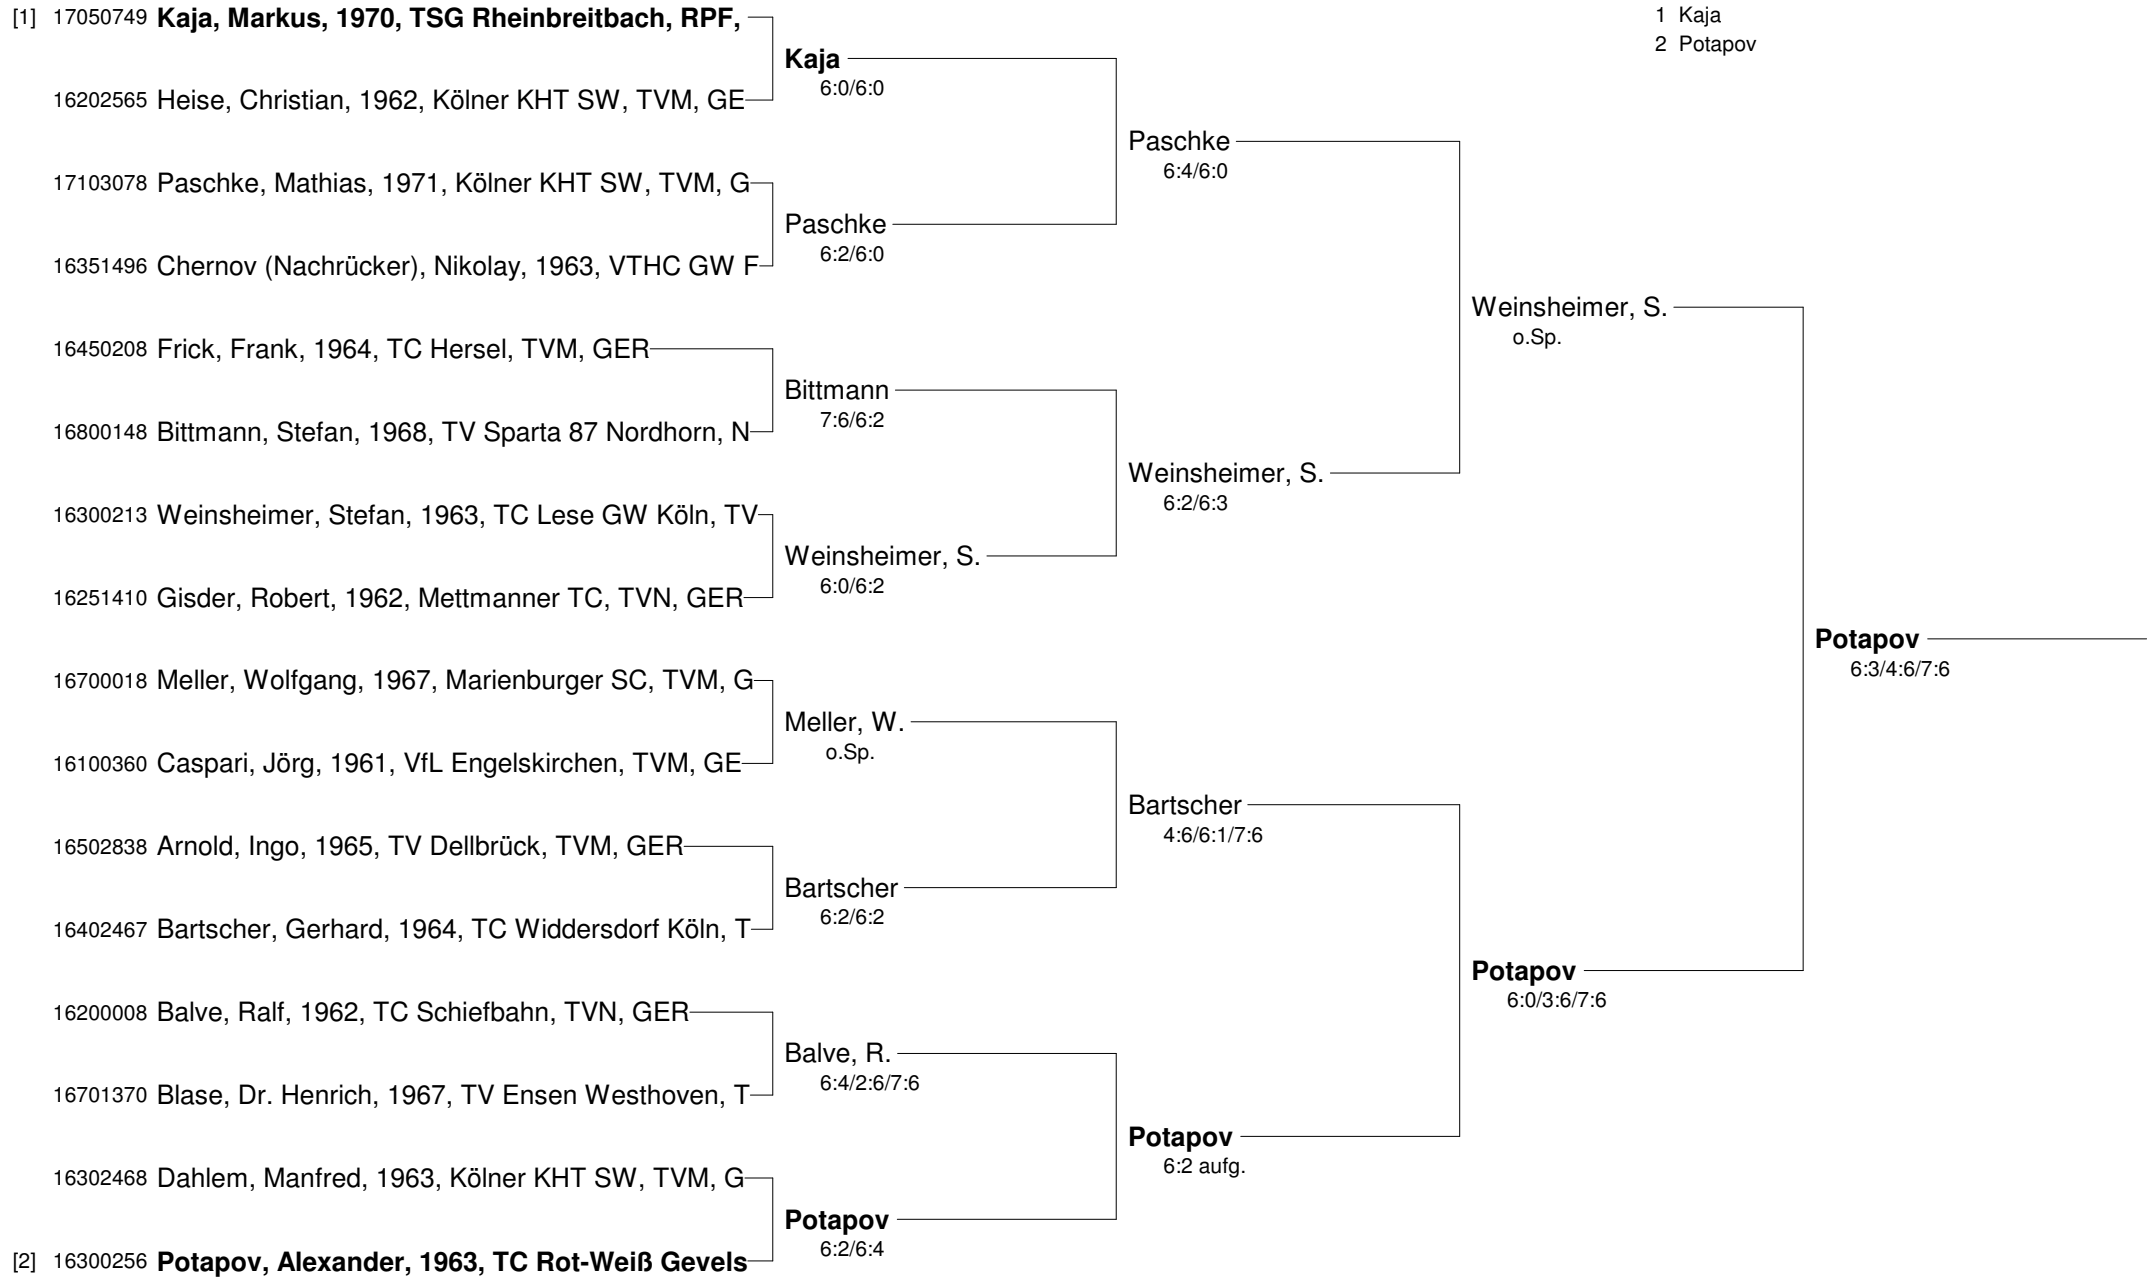 [1] 17050749 Kaja, Markus, 1970, TSG Rheinbreitbach, RPF,
1 Kaja
2 Potapov
Kaja
6:0/6:0
16202565 Heise, Christian, 1962, Kölner KHT SW, TVM, GE
Paschke
6:4/6:0
17103078 Paschke, Mathias, 1971, Kölner KHT SW, TVM, G
Paschke
6:2/6:0
16351496 Chernov (Nachrücker), Nikolay, 1963, VTHC GW F
Weinsheimer, S.
o.Sp.
16450208 Frick, Frank, 1964, TC Hersel, TVM, GER
Bittmann
7:6/6:2
16800148 Bittmann, Stefan, 1968, TV Sparta 87 Nordhorn, N
Weinsheimer, S.
6:2/6:3
16300213 Weinsheimer, Stefan, 1963, TC Lese GW Köln, TV
Weinsheimer, S.
6:0/6:2
16251410 Gisder, Robert, 1962, Mettmanner TC, TVN, GER
Potapov
6:3/4:6/7:6
16700018 Meller, Wolfgang, 1967, Marienburger SC, TVM, G
Meller, W.
o.Sp.
16100360 Caspari, Jörg, 1961, VfL Engelskirchen, TVM, GE
Bartscher
4:6/6:1/7:6
16502838 Arnold, Ingo, 1965, TV Dellbrück, TVM, GER
Bartscher
6:2/6:2
16402467 Bartscher, Gerhard, 1964, TC Widdersdorf Köln, T
Potapov
6:0/3:6/7:6
16200008 Balve, Ralf, 1962, TC Schiefbahn, TVN, GER
Balve, R.
6:4/2:6/7:6
16701370 Blase, Dr. Henrich, 1967, TV Ensen Westhoven, T
Potapov
6:2 aufg.
16302468 Dahlem, Manfred, 1963, Kölner KHT SW, TVM, G
Potapov
6:2/6:4
[2] 16300256 Potapov, Alexander, 1963, TC Rot-Weiß Gevels